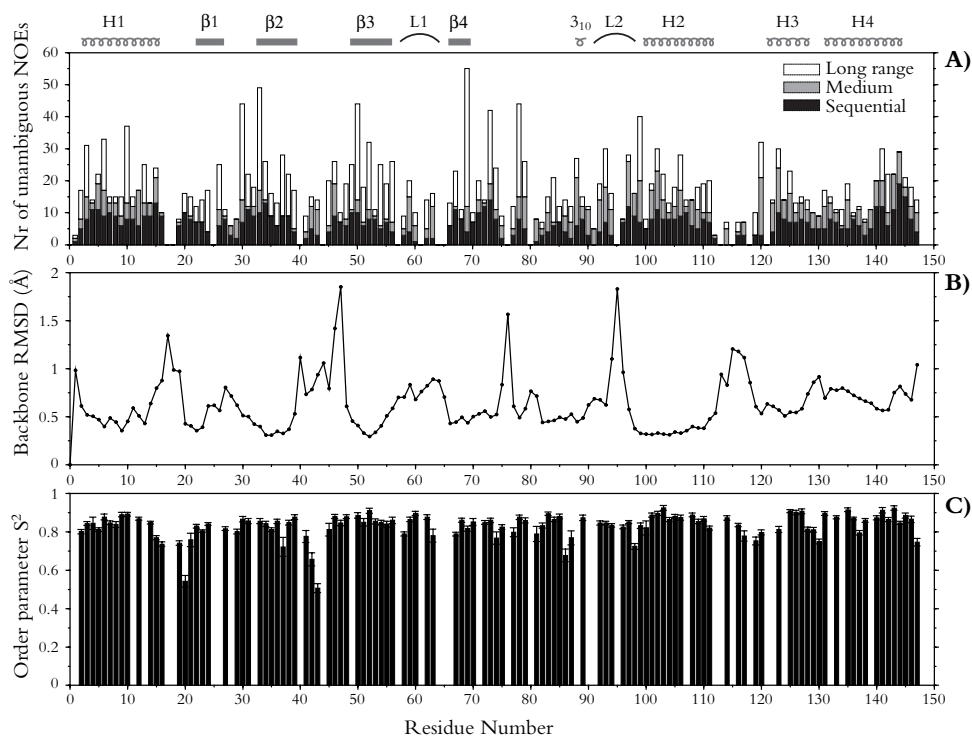 H1 β1 β2 β3 L1 β4 3₁₀ L2 H2 H3 H4
A)
Nr of unambiguous NOEs
60
50
40
30
20
10
0
Long range
Medium
Sequential
0 10 20 30 40 50 60 70 80 90 100 110 120 130 140 150
B)
Backbone RMSD (Å)
2
1.5
1
0.5
0
0 10 20 30 40 50 60 70 80 90 100 110 120 130 140 150
C)
Order parameter S²
1
0.8
0.6
0.4
0.2
0
0 10 20 30 40 50 60 70 80 90 100 110 120 130 140 150
Residue Number